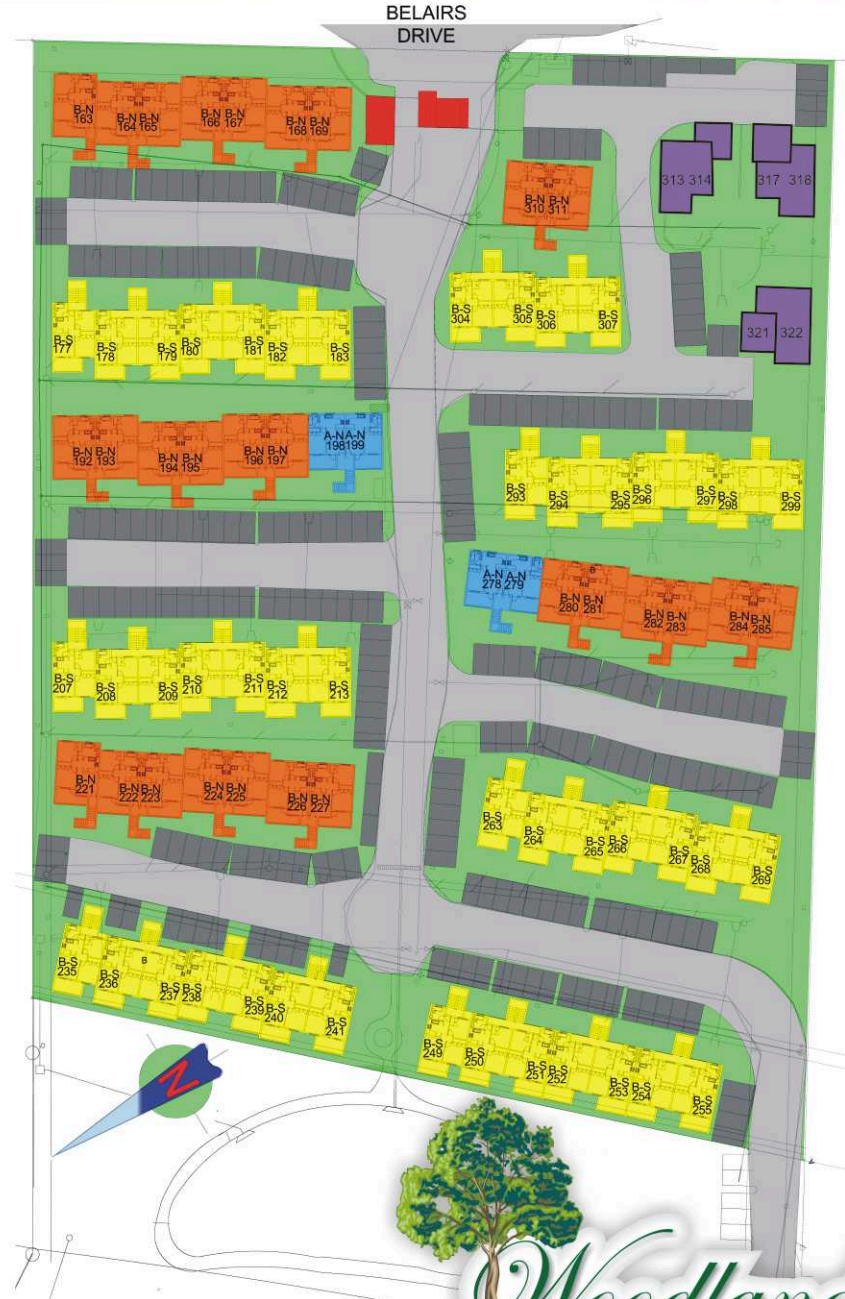 BELAIRS
DRIVE
B-N
163
B-N B-N
164 165
B-N B-N
166 167
B-N B-N
168 169
313 314
317 318
B-N B-N
310 311
B-S
304
B-S
305
B-S
306
B-S
307
321 322
B-S
177
B-S
178
B-S
179
B-S
180
B-S
181
B-S
182
B-S
183
B-N B-N
192 193
B-N B-N
194 195
B-N B-N
196 197
A-N A-N
198 199
B-S
293
B-S
294
B-S
295
B-S
296
B-S
297
B-S
298
B-S
299
A-N A-N
278 279
B
B-N B-N
280 281
B-N B-N
282 283
B-N B-N
284 285
B-S
207
B-S
208
B-S
209
B-S
210
B-S
211
B-S
212
B-S
213
B-N
221
B-N B-N
222 223
B-N B-N
224 225
B-N B-N
226 227
B-S
263
B-S
264
B-S
265
B-S
266
B-S
267
B-S
268
B-S
269
B-S
235
B-S
236
B
B-S
237
B-S
238
B-S
239
B-S
240
B-S
241
B-S
249
B-S
250
B-S
251
B-S
252
B-S
253
B-S
254
B-S
255
N
Woodlan